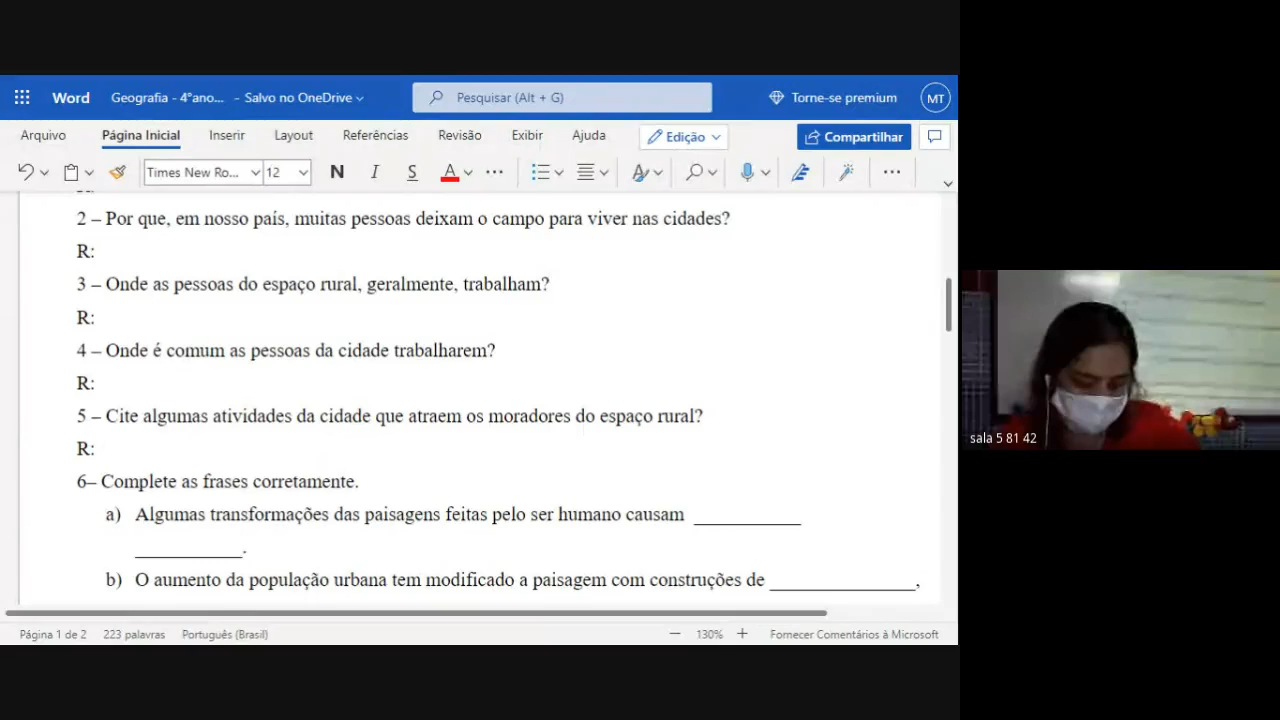 Word
Geografia - 4°ano... - Salvo no OneDrive
Pesquisar (Alt + G)
Torne-se premium
MT
Arquivo Página Inicial Inserir Layout Referências Revisão Exibir Ajuda Edição Compartilhar
Times New Ro... 12 N I S A
2 – Por que, em nosso país, muitas pessoas deixam o campo para viver nas cidades?
R:
3 – Onde as pessoas do espaço rural, geralmente, trabalham?
R:
4 – Onde é comum as pessoas da cidade trabalharem?
R:
5 – Cite algumas atividades da cidade que atraem os moradores do espaço rural?
R:
6– Complete as frases corretamente.
a) Algumas transformações das paisagens feitas pelo ser humano causam ___________
___________.
b) O aumento da população urbana tem modificado a paisagem com construções de _______________,
Página 1 de 2 223 palavras Português (Brasil) 130% Fornecer Comentários à Microsoft
sala 5 81 42